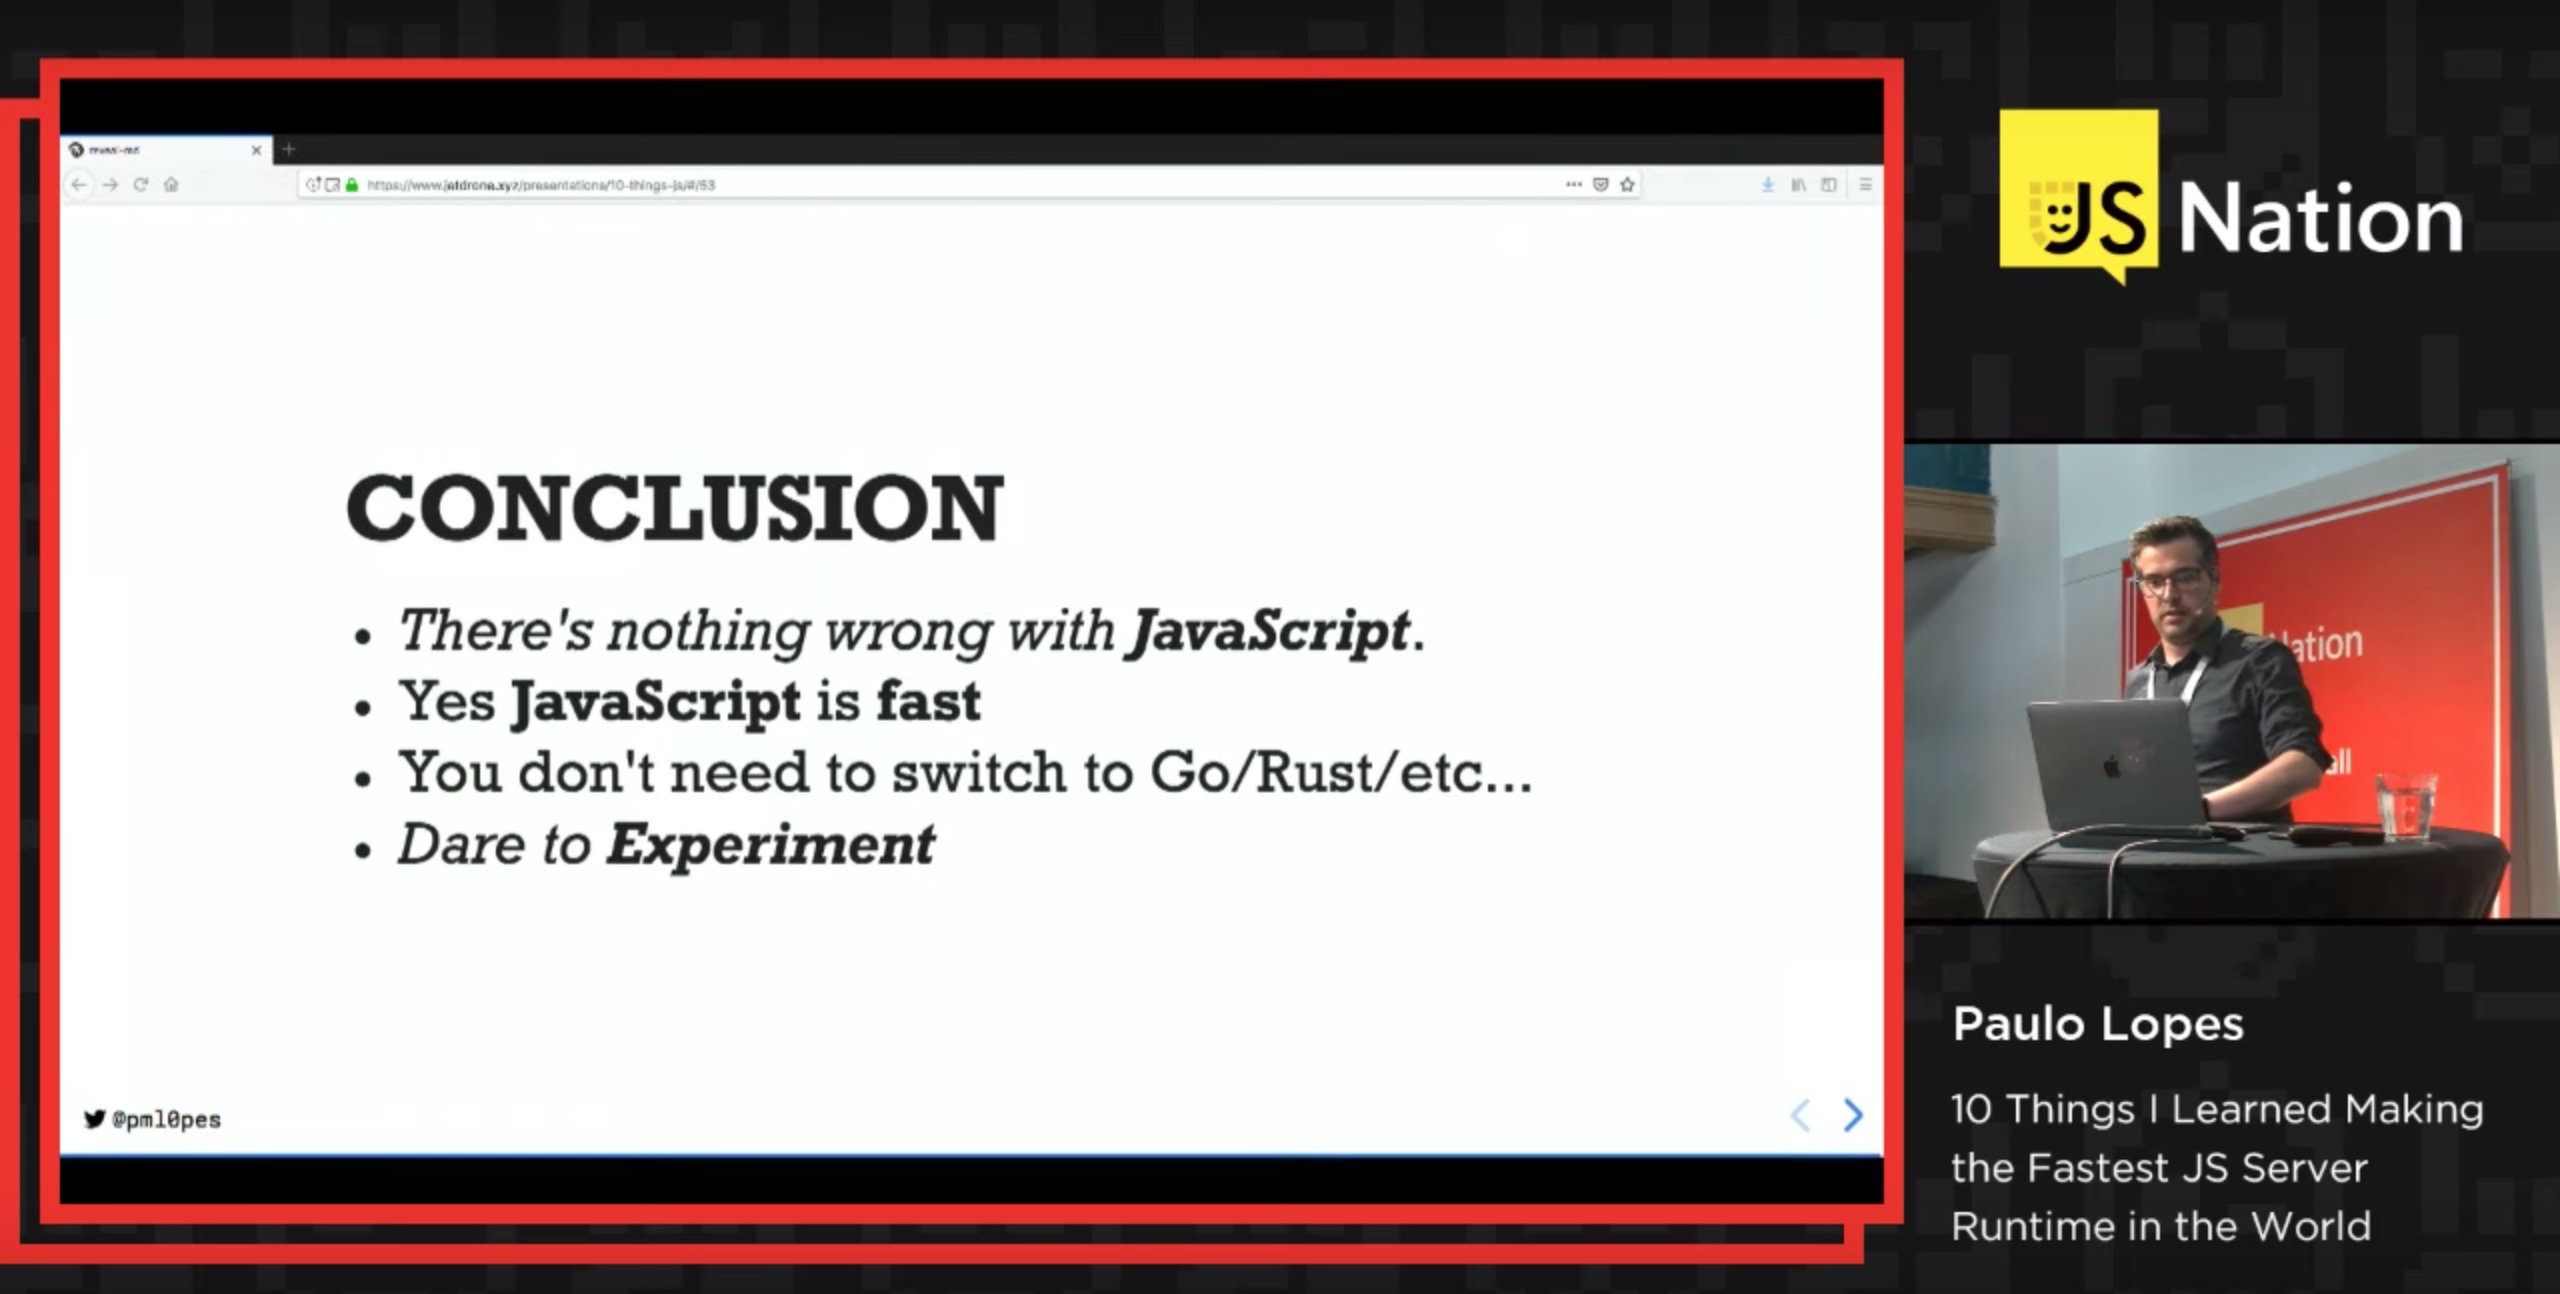 https://www.jetdrone.xyz/presentations/10-things-js/#/53
CONCLUSION
There's nothing wrong with JavaScript.
Yes JavaScript is fast
You don't need to switch to Go/Rust/etc...
Dare to Experiment
@pml0pes
JS Nation
Nation
all
Paulo Lopes
10 Things I Learned Making
the Fastest JS Server
Runtime in the World